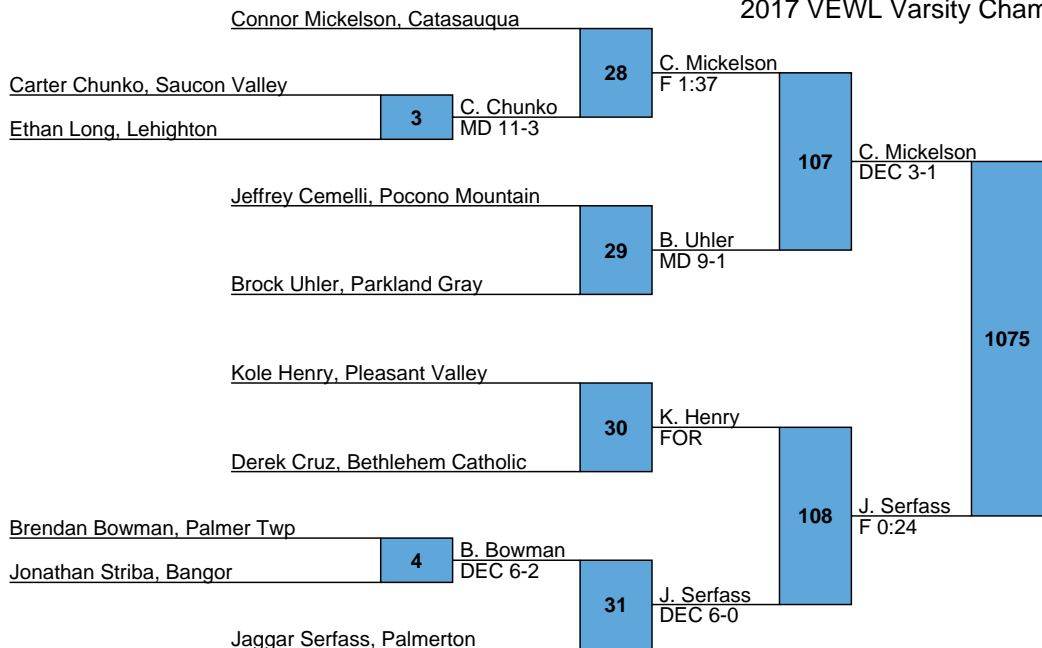 2017 VEWL Varsity Cham
Connor Mickelson, Catasauqua
28
C. Mickelson
F 1:37
Carter Chunko, Saucon Valley
3
C. Chunko
MD 11-3
Ethan Long, Lehighton
107
C. Mickelson
DEC 3-1
Jeffrey Cemelli, Pocono Mountain
29
B. Uhler
MD 9-1
Brock Uhler, Parkland Gray
1075
Kole Henry, Pleasant Valley
30
K. Henry
FOR
Derek Cruz, Bethlehem Catholic
108
J. Serfass
F 0:24
Brendan Bowman, Palmer Twp
4
B. Bowman
DEC 6-2
Jonathan Striba, Bangor
31
J. Serfass
DEC 6-0
Jaggar Serfass, Palmerton